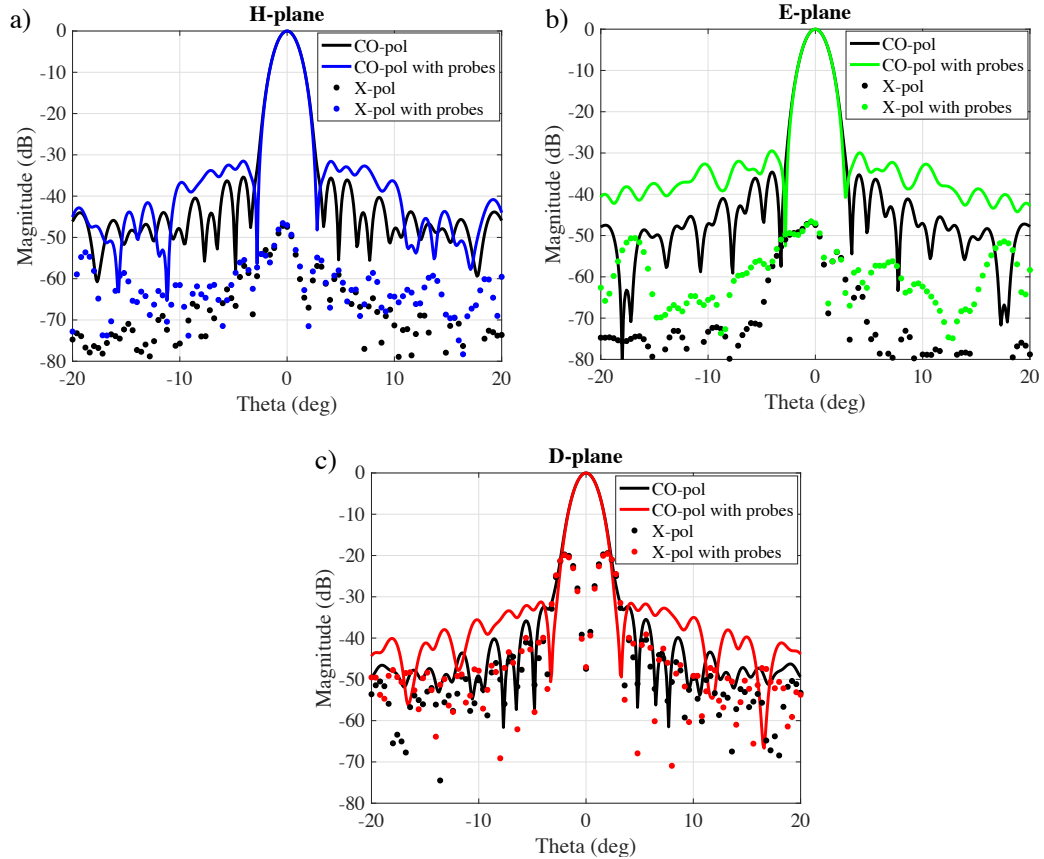 a)
H-plane
CO-pol
CO-pol with probes
X-pol
X-pol with probes
0
-10
-20
-30
-40
-50
-60
-70
-80
Magnitude (dB)
-20
-10
0
10
20
Theta (deg)
b)
E-plane
CO-pol
CO-pol with probes
X-pol
X-pol with probes
0
-10
-20
-30
-40
-50
-60
-70
-80
Magnitude (dB)
-20
-10
0
10
20
Theta (deg)
c)
D-plane
CO-pol
CO-pol with probes
X-pol
X-pol with probes
0
-10
-20
-30
-40
-50
-60
-70
-80
Magnitude (dB)
-20
-10
0
10
20
Theta (deg)